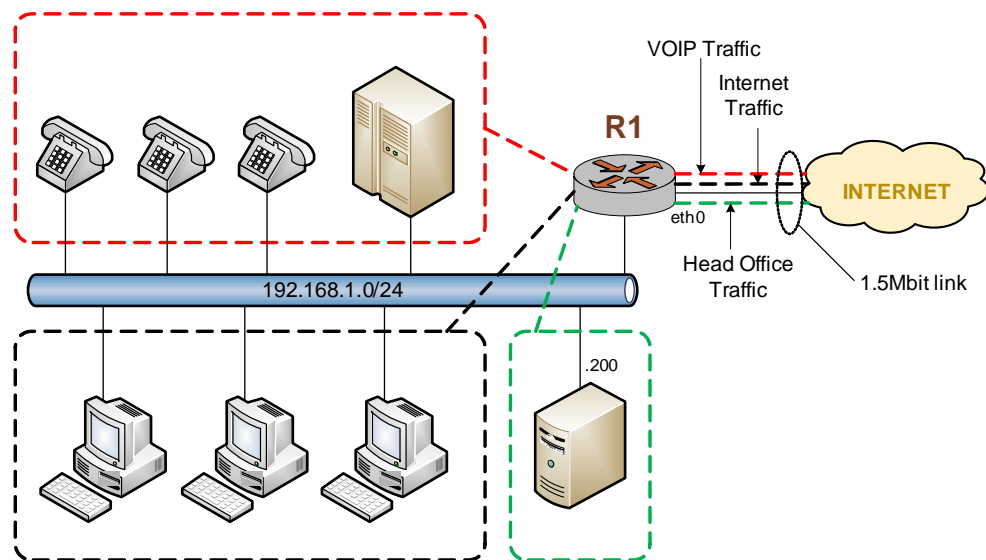 VOIP Traffic
Internet
Traffic
R1
INTERNET
eth0
Head Office
Traffic
1.5Mbit link
192.168.1.0/24
.200